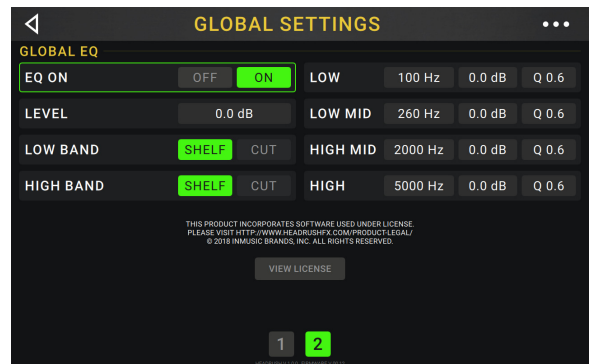 GLOBAL SETTINGS
GLOBAL EQ
EQ ON OFF ON LOW 100 Hz 0.0 dB Q 0.6
LEVEL 0.0 dB LOW MID 260 Hz 0.0 dB Q 0.6
LOW BAND SHELF CUT HIGH MID 2000 Hz 0.0 dB Q 0.6
HIGH BAND SHELF CUT HIGH 5000 Hz 0.0 dB Q 0.6
THIS PRODUCT INCORPORATES SOFTWARE USED UNDER LICENSE.
PLEASE VISIT HTTP://WWW.HEADRUSHFX.COM/PRODUCT-LEGAL/
© 2018 INMUSIC BRANDS, INC. ALL RIGHTS RESERVED.
VIEW LICENSE
1 2